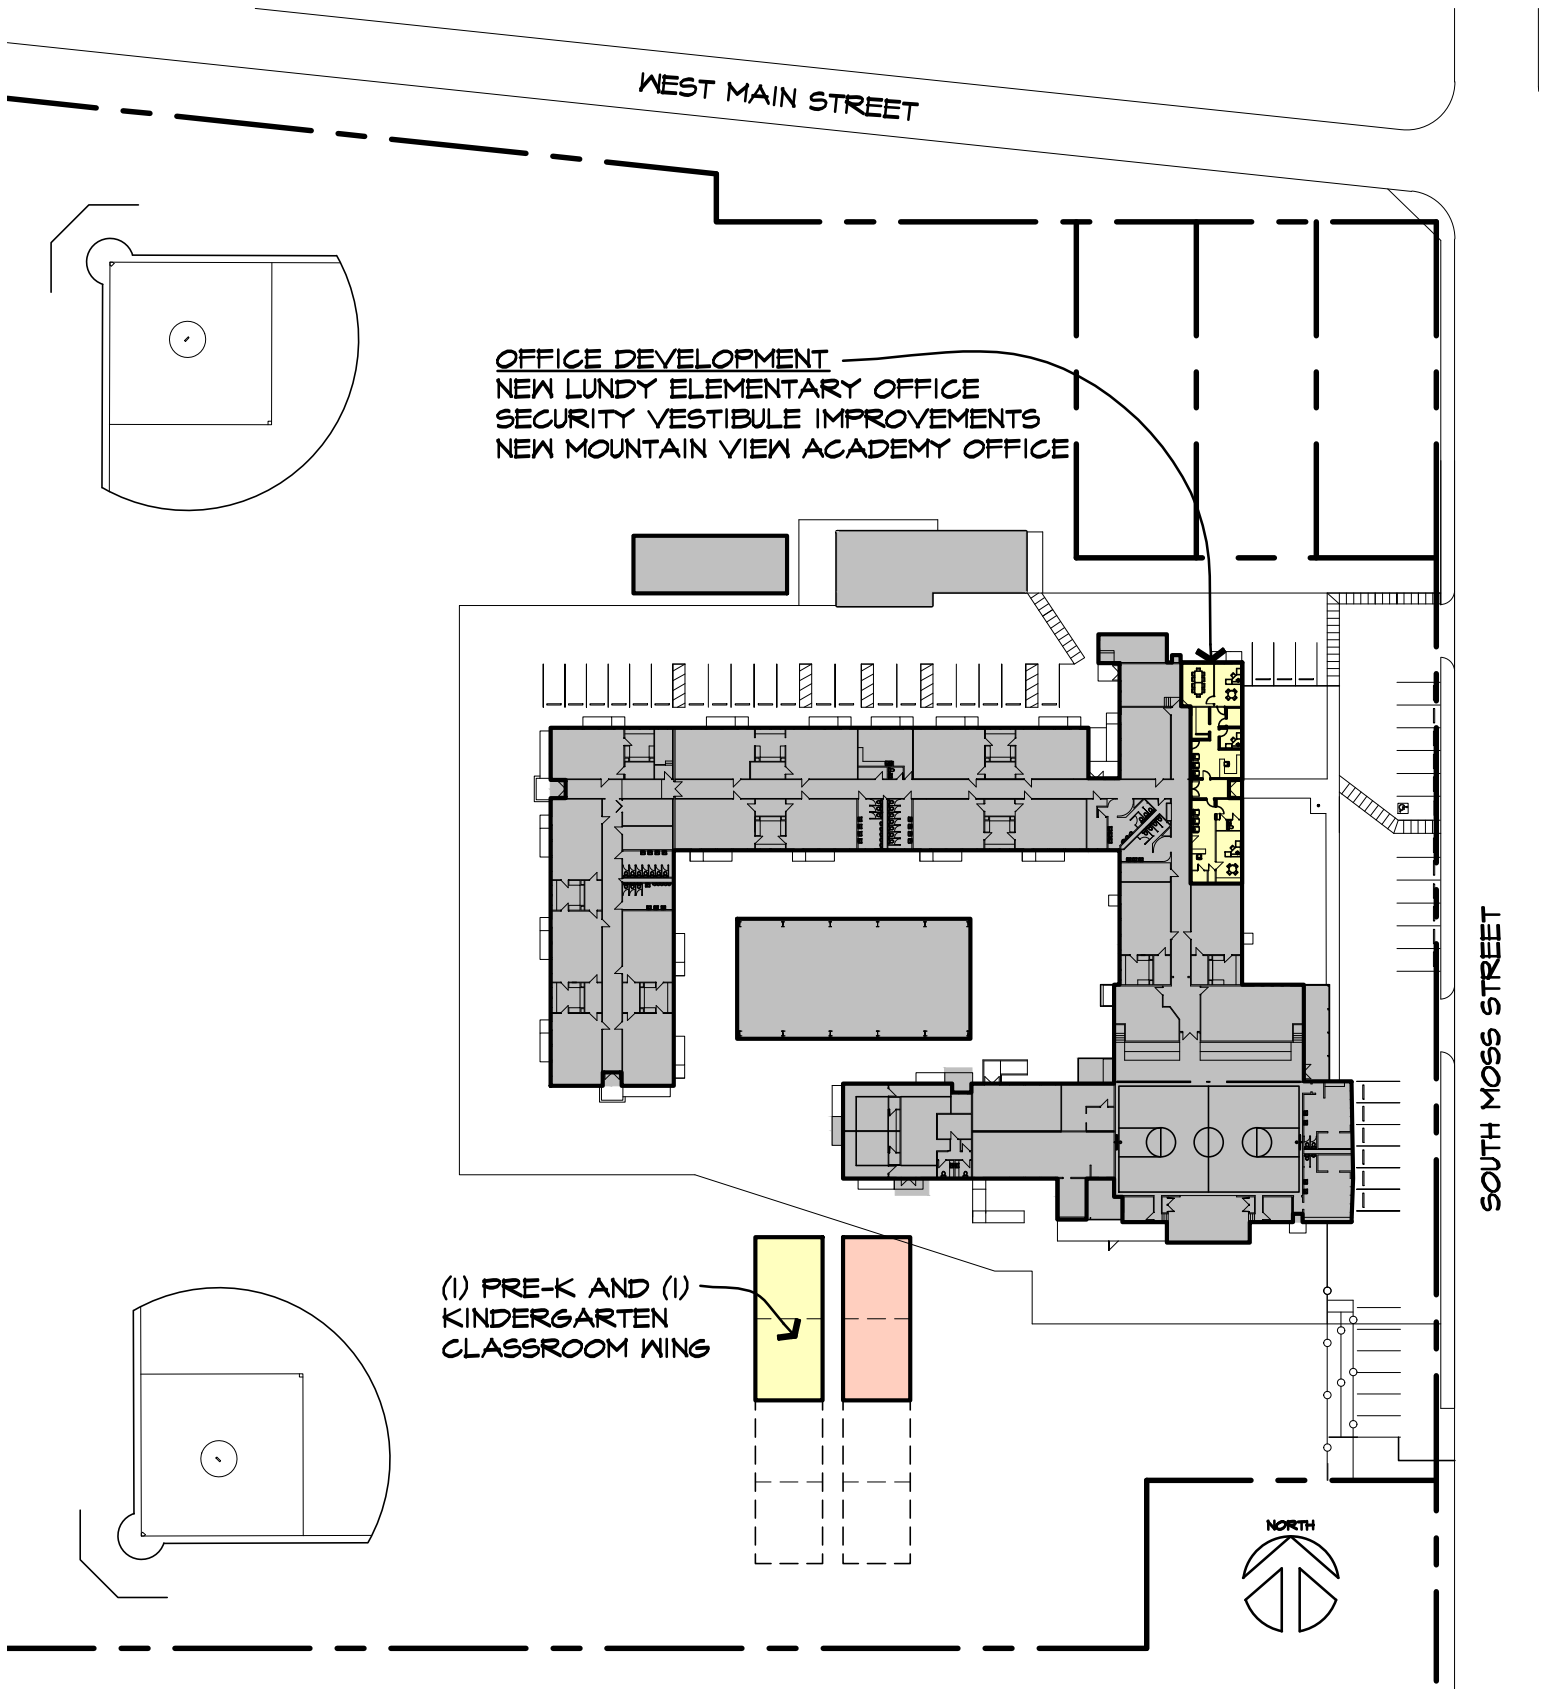 WEST MAIN STREET
OFFICE DEVELOPMENT
NEW LUNDY ELEMENTARY OFFICE
SECURITY VESTIBULE IMPROVEMENTS
NEW MOUNTAIN VIEW ACADEMY OFFICE
SOUTH MOSS STREET
(1) PRE-K AND (1)
KINDERGARTEN
CLASSROOM WING
NORTH